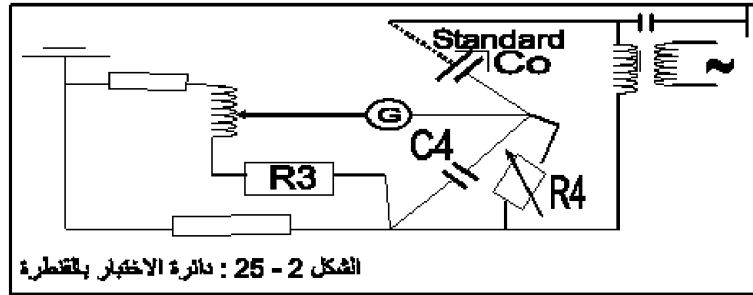 Standard
Co
~
G
C4
R3
R4
الشكل 2 - 25 : دائرة الاختبار بالقنطرة